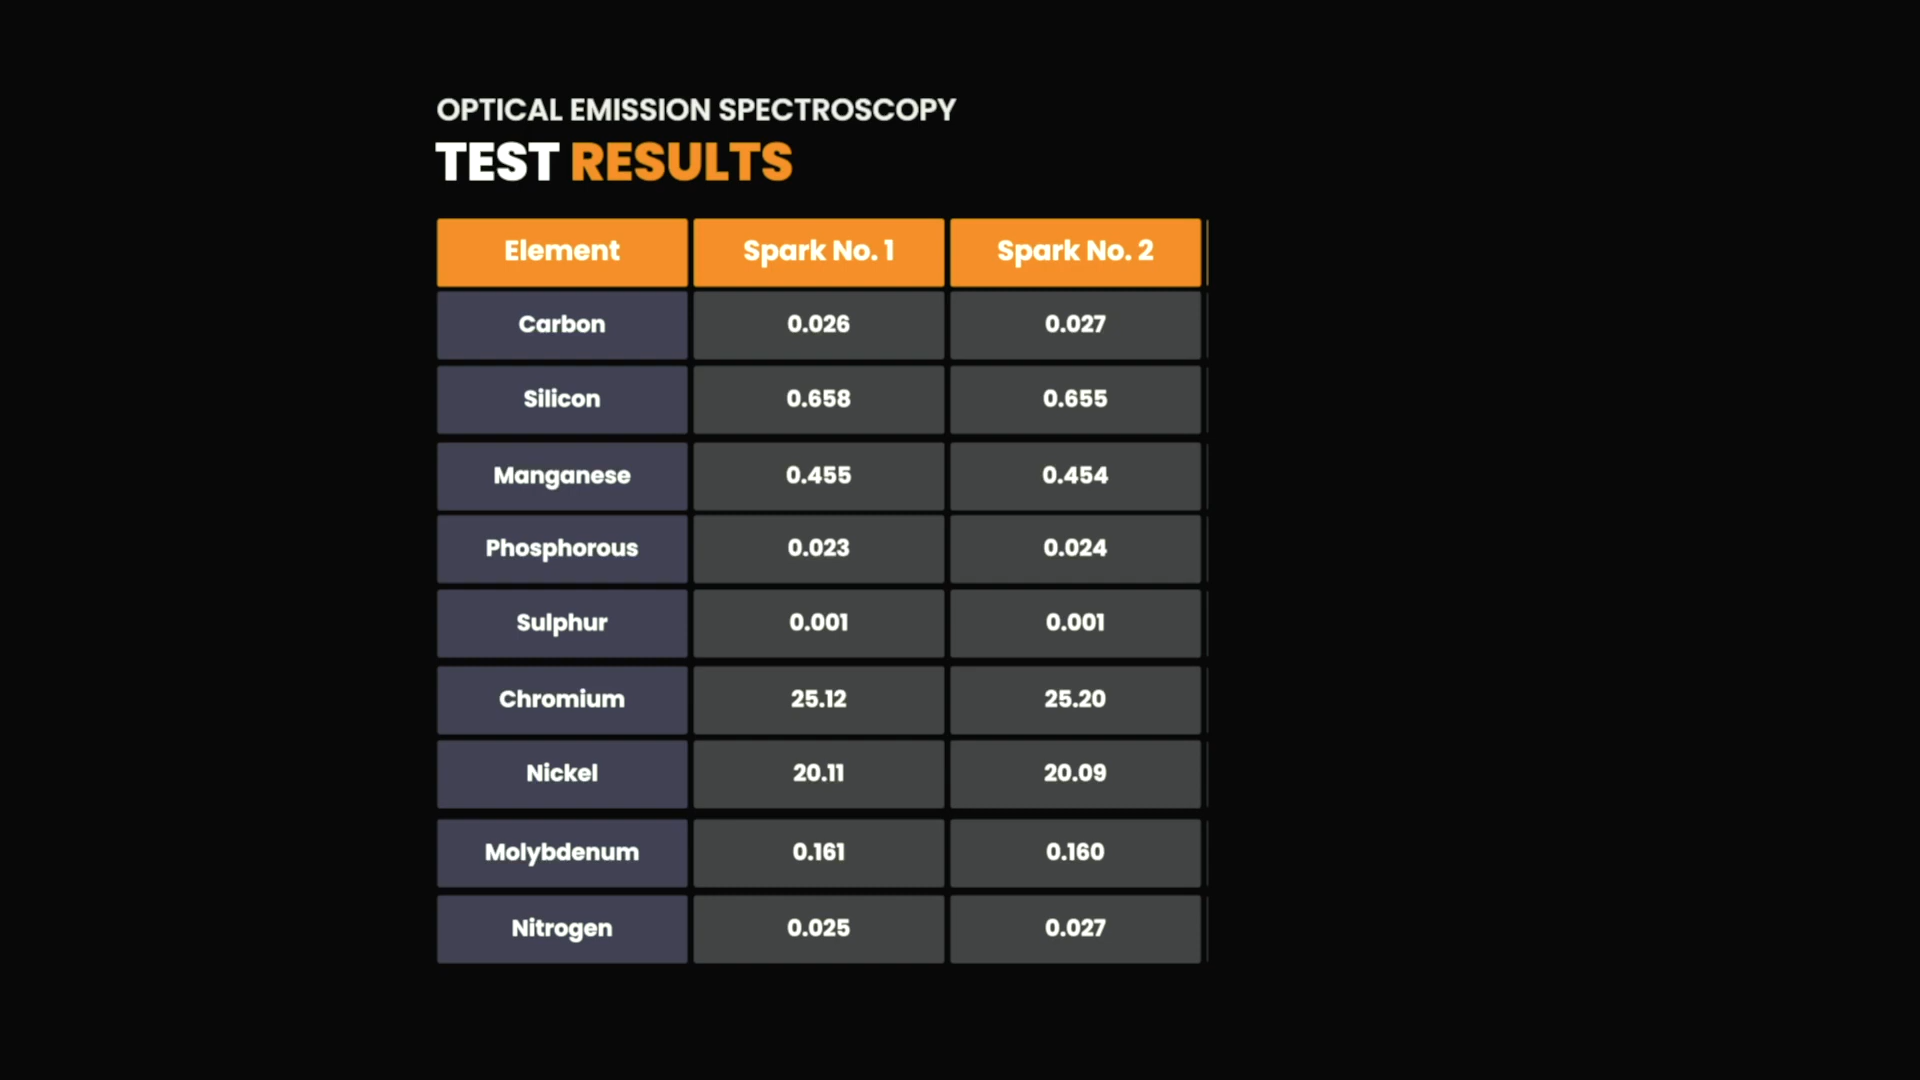 OPTICAL EMISSION SPECTROSCOPY
TEST RESULTS
Element Spark No. 1 Spark No. 2
Carbon 0.026 0.027
Silicon 0.658 0.655
Manganese 0.455 0.454
Phosphorous 0.023 0.024
Sulphur 0.001 0.001
Chromium 25.12 25.20
Nickel 20.11 20.09
Molybdenum 0.161 0.160
Nitrogen 0.025 0.027